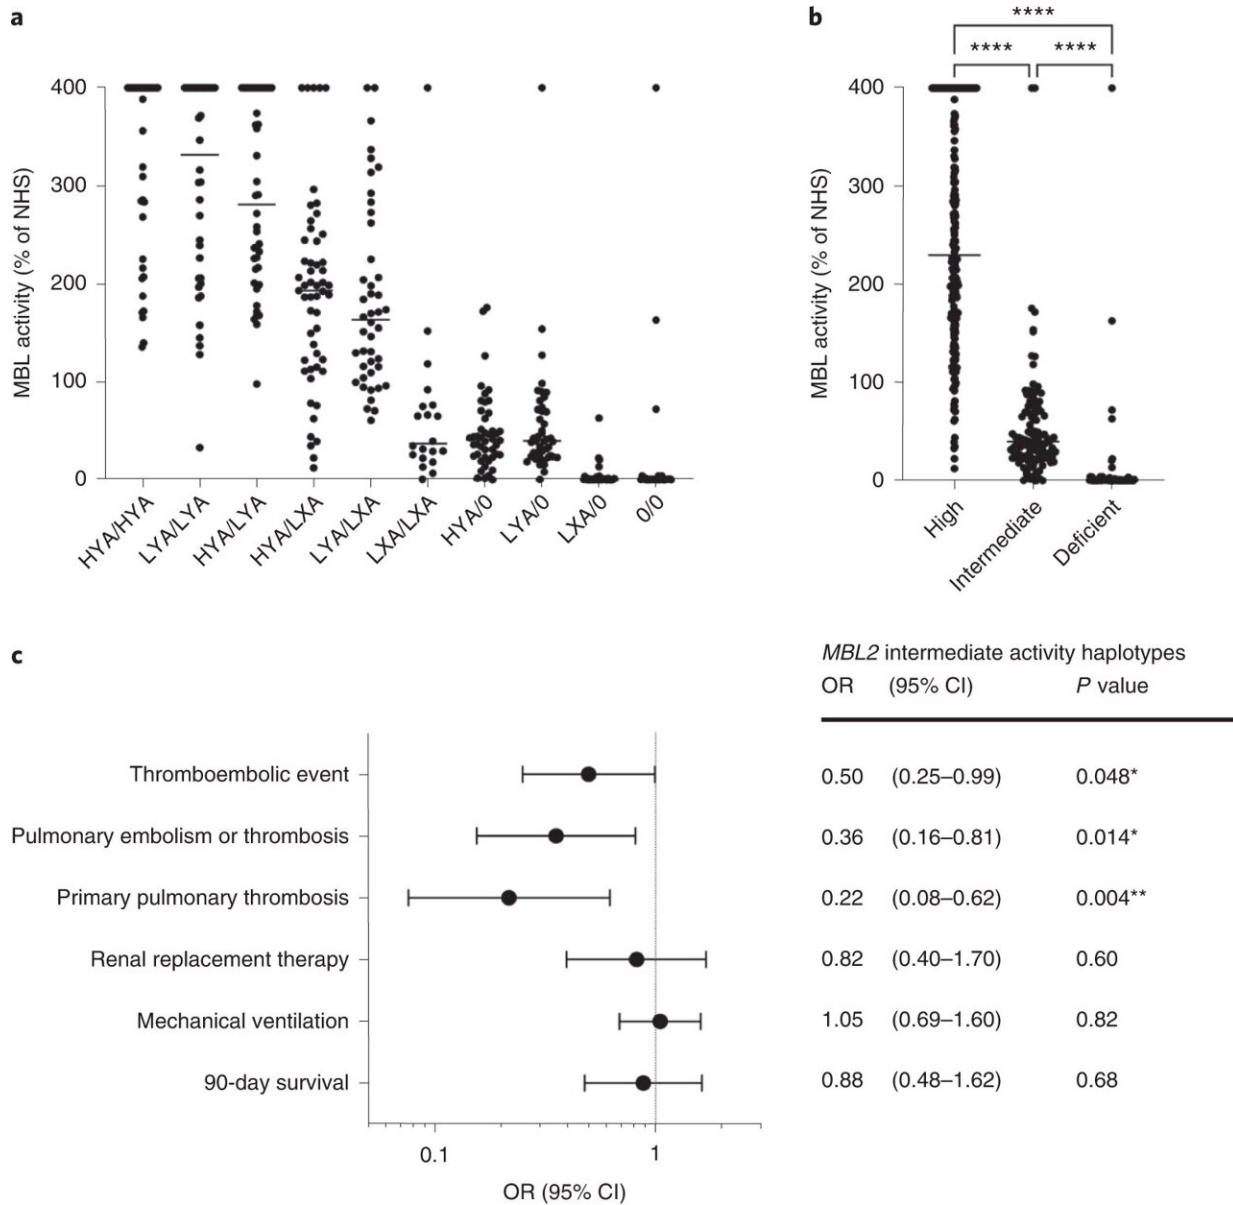 a
MBL activity (% of NHS)
400
300
200
100
0
HYA/HYA
LYA/LYA
HYA/LYA
HYA/LXA
LYA/LXA
LXA/LXA
HYA/0
LYA/0
LXA/0
0/0
b
****
**** ****
MBL activity (% of NHS)
400
300
200
100
0
High
Intermediate
Deficient
c
MBL2 intermediate activity haplotypes
OR (95% CI) P value
Thromboembolic event 0.50 (0.25–0.99) 0.048*
Pulmonary embolism or thrombosis 0.36 (0.16–0.81) 0.014*
Primary pulmonary thrombosis 0.22 (0.08–0.62) 0.004**
Renal replacement therapy 0.82 (0.40–1.70) 0.60
Mechanical ventilation 1.05 (0.69–1.60) 0.82
90-day survival 0.88 (0.48–1.62) 0.68
0.1 1
OR (95% CI)